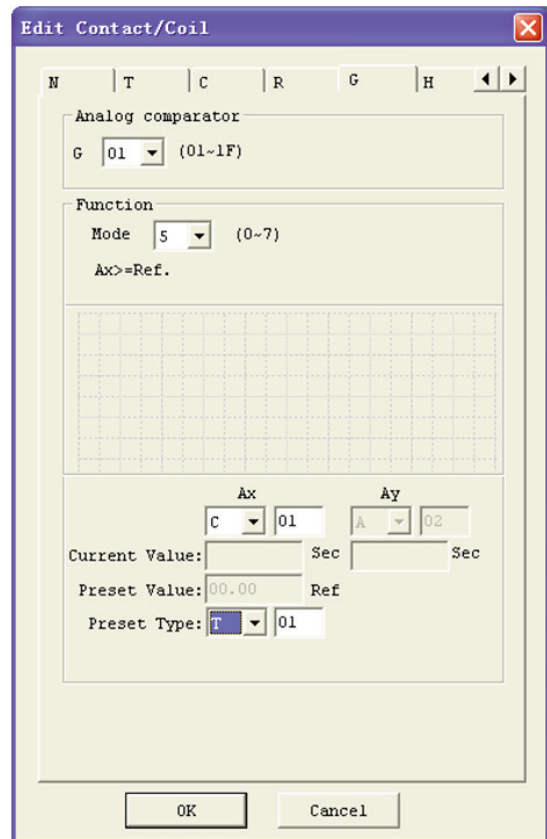 Edit Contact/Coil
N T C R G H
Analog comparator
G 01 (01~1F)
Function
Mode 5 (0~7)
Ax>=Ref.
Ax Ay
C 01 A 02
Current Value: Sec Sec
Preset Value: 00.00 Ref
Preset Type: T 01
OK Cancel